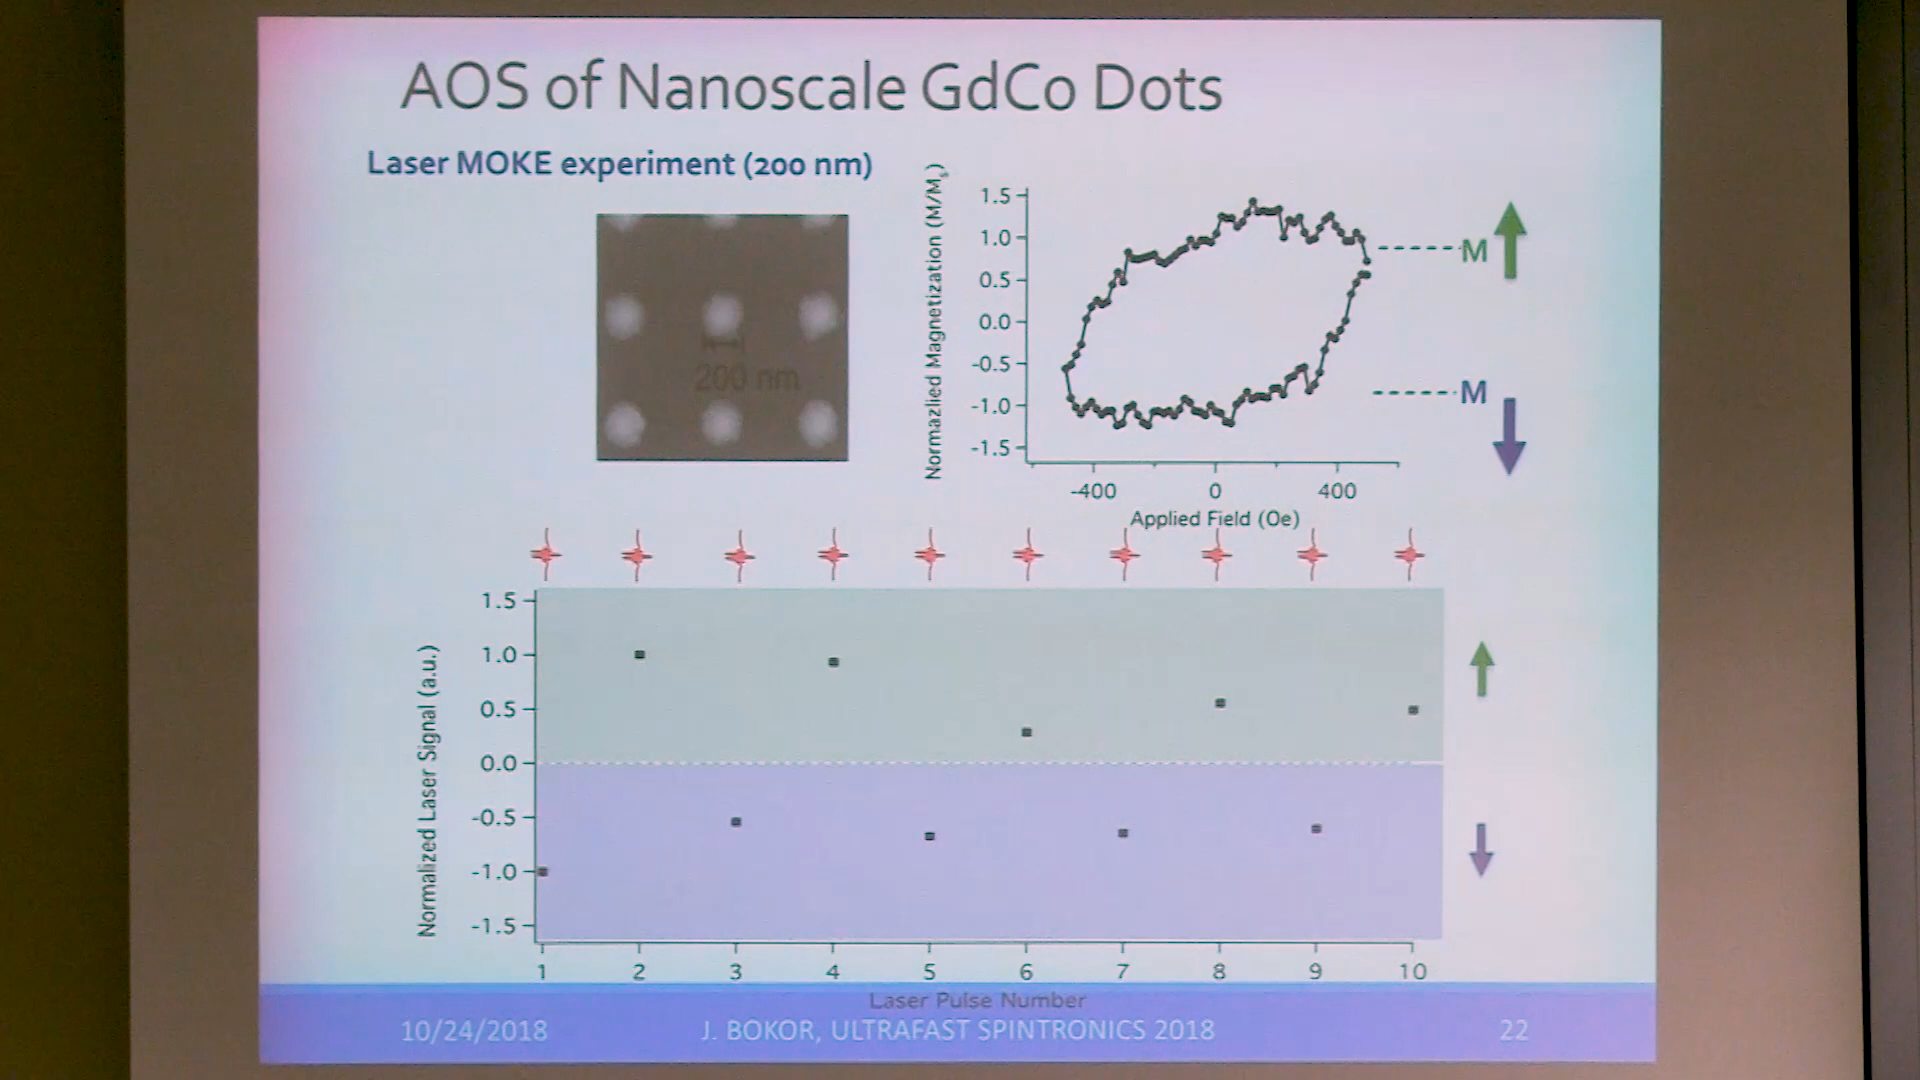 AOS of Nanoscale GdCo Dots
Laser MOKE experiment (200 nm)
200 nm
Normazlied Magnetization (M/Ms)
1.5
1.0
0.5
0.0
-0.5
-1.0
-1.5
-400 0 400
Applied Field (Oe)
M
M
Normalized Laser Signal (a.u.)
1.5
1.0
0.5
0.0
-0.5
-1.0
-1.5
1 2 3 4 5 6 7 8 9 10
Laser Pulse Number
10/24/2018 J. BOKOR, ULTRAFAST SPINTRONICS 2018 22